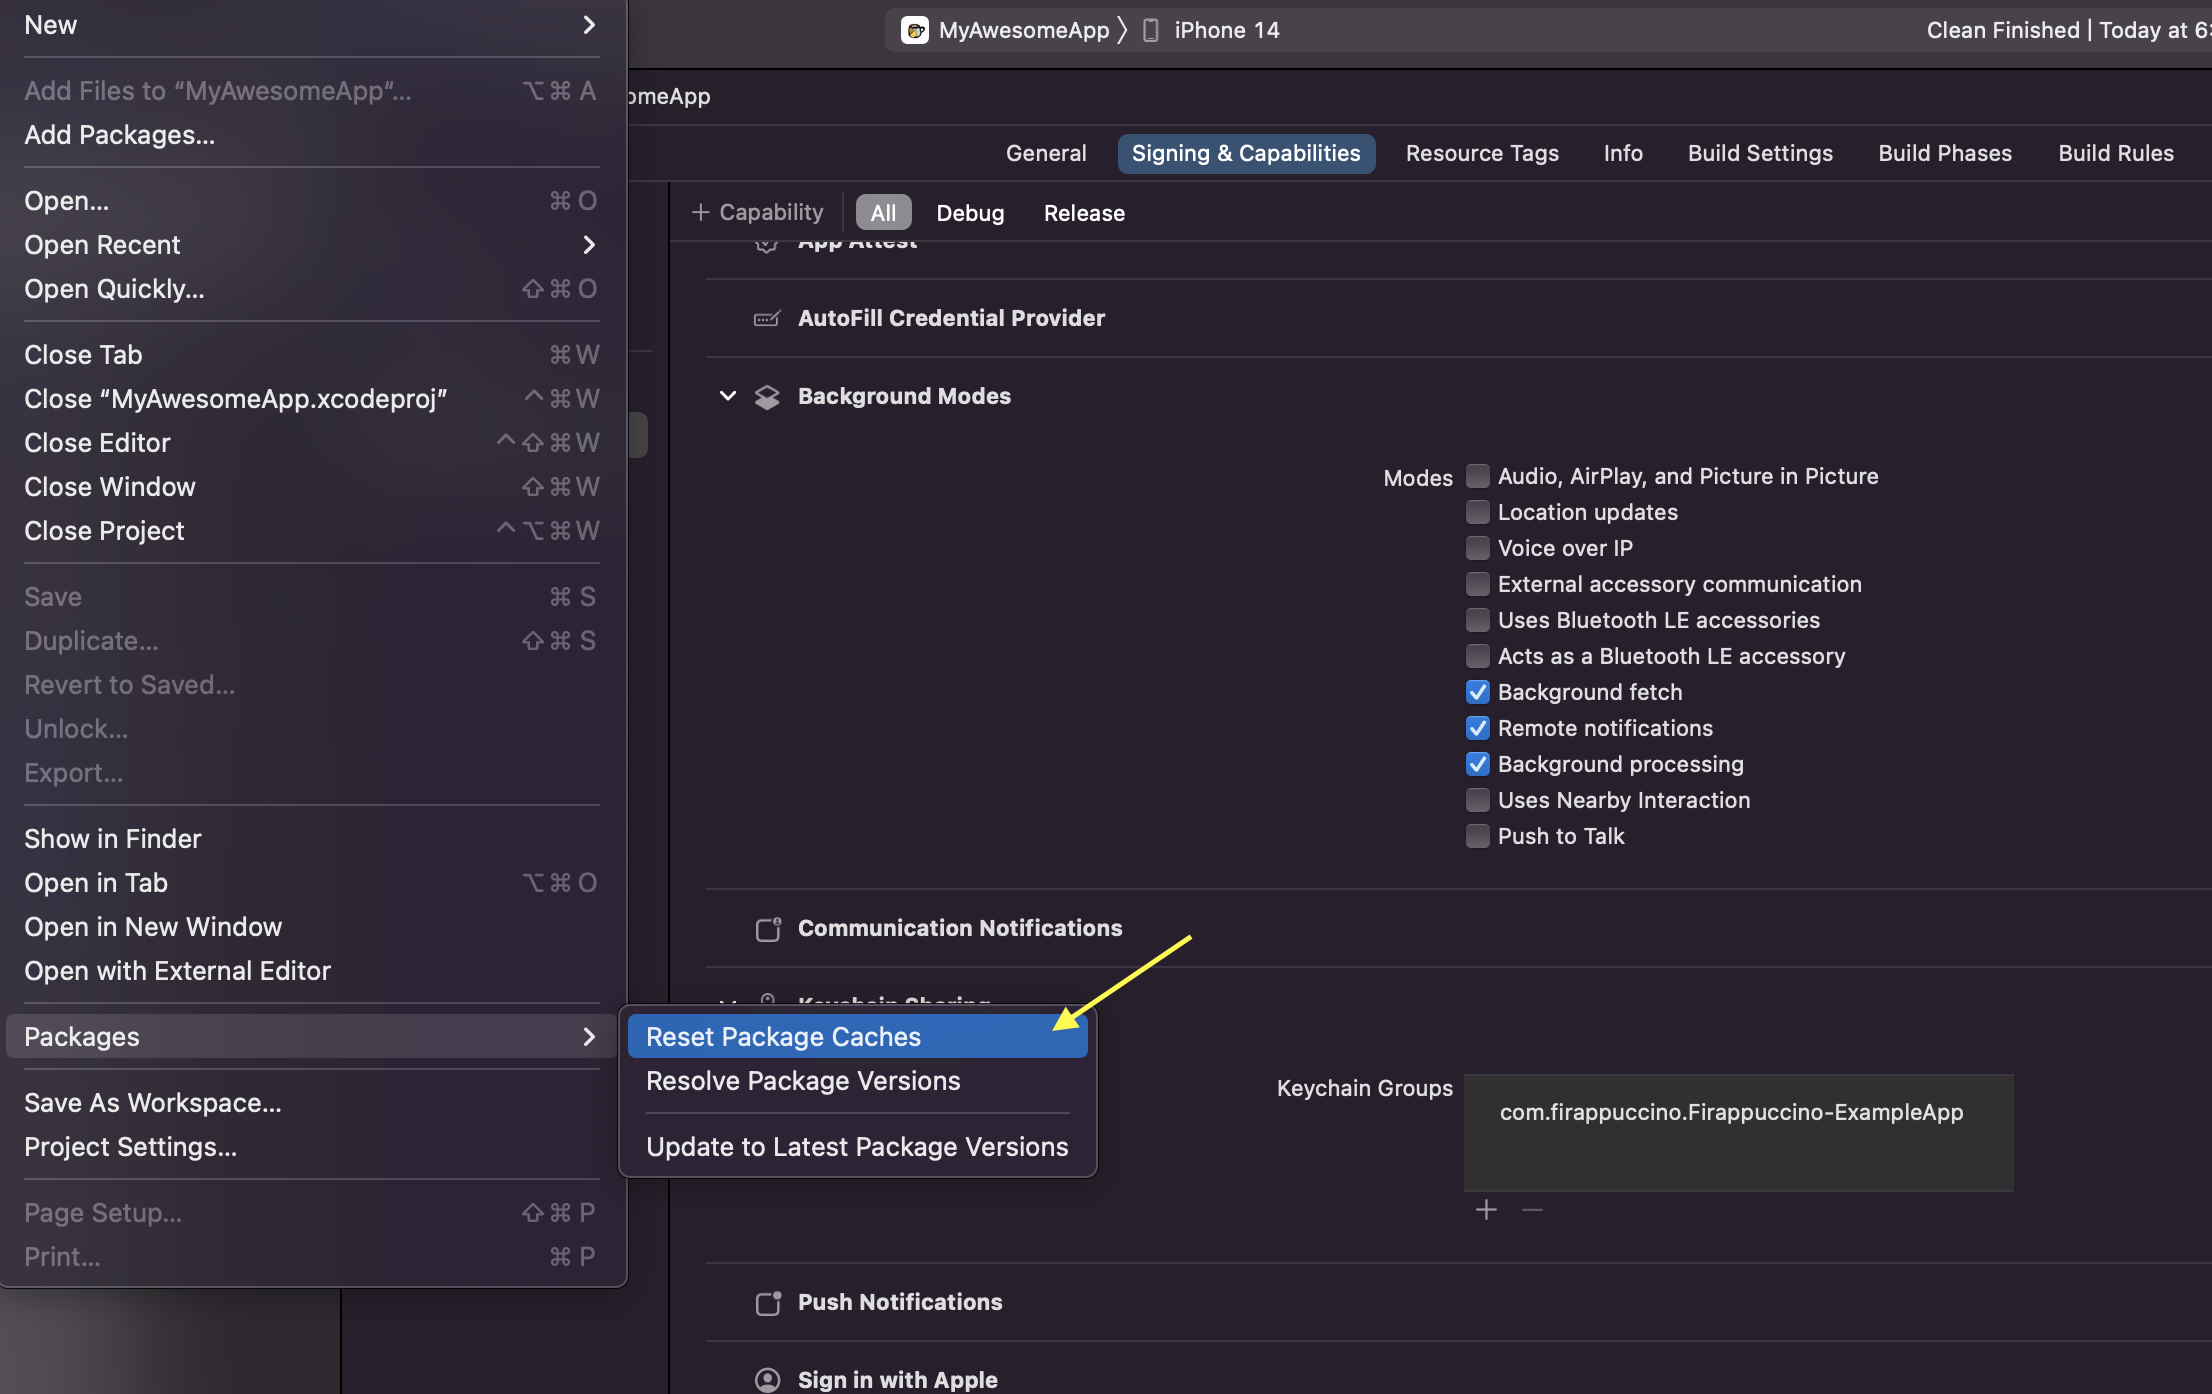 New
Add Files to “MyAwesomeApp“... ⌥⌘ A
Add Packages...
Open... ⌘ O
Open Recent
Open Quickly... ⇧⌘ O
Close Tab ⌘ W
Close “MyAwesomeApp.xcodeproj” ^⌘ W
Close Editor ^⇧⌘ W
Close Window ⇧⌘ W
Close Project ^⌥⌘ W
Save ⌘ S
Duplicate... ⇧⌘ S
Revert to Saved...
Unlock...
Export...
Show in Finder
Open in Tab ⌥⌘ O
Open in New Window
Open with External Editor
Packages
Save As Workspace...
Project Settings...
Page Setup... ⇧⌘ P
Print... ⌘ P
Reset Package Caches
Resolve Package Versions
Update to Latest Package Versions
MyAwesomeApp 〉 iPhone 14
Clean Finished | Today at 6:
omeApp
General Signing & Capabilities Resource Tags Info Build Settings Build Phases Build Rules
+ Capability All Debug Release
App Attest
AutoFill Credential Provider
Background Modes
Modes
Audio, AirPlay, and Picture in Picture
Location updates
Voice over IP
External accessory communication
Uses Bluetooth LE accessories
Acts as a Bluetooth LE accessory
Background fetch
Remote notifications
Background processing
Uses Nearby Interaction
Push to Talk
Communication Notifications
Keychain Sharing
Keychain Groups
com.firappuccino.Firappuccino-ExampleApp
+ −
Push Notifications
Sign in with Apple